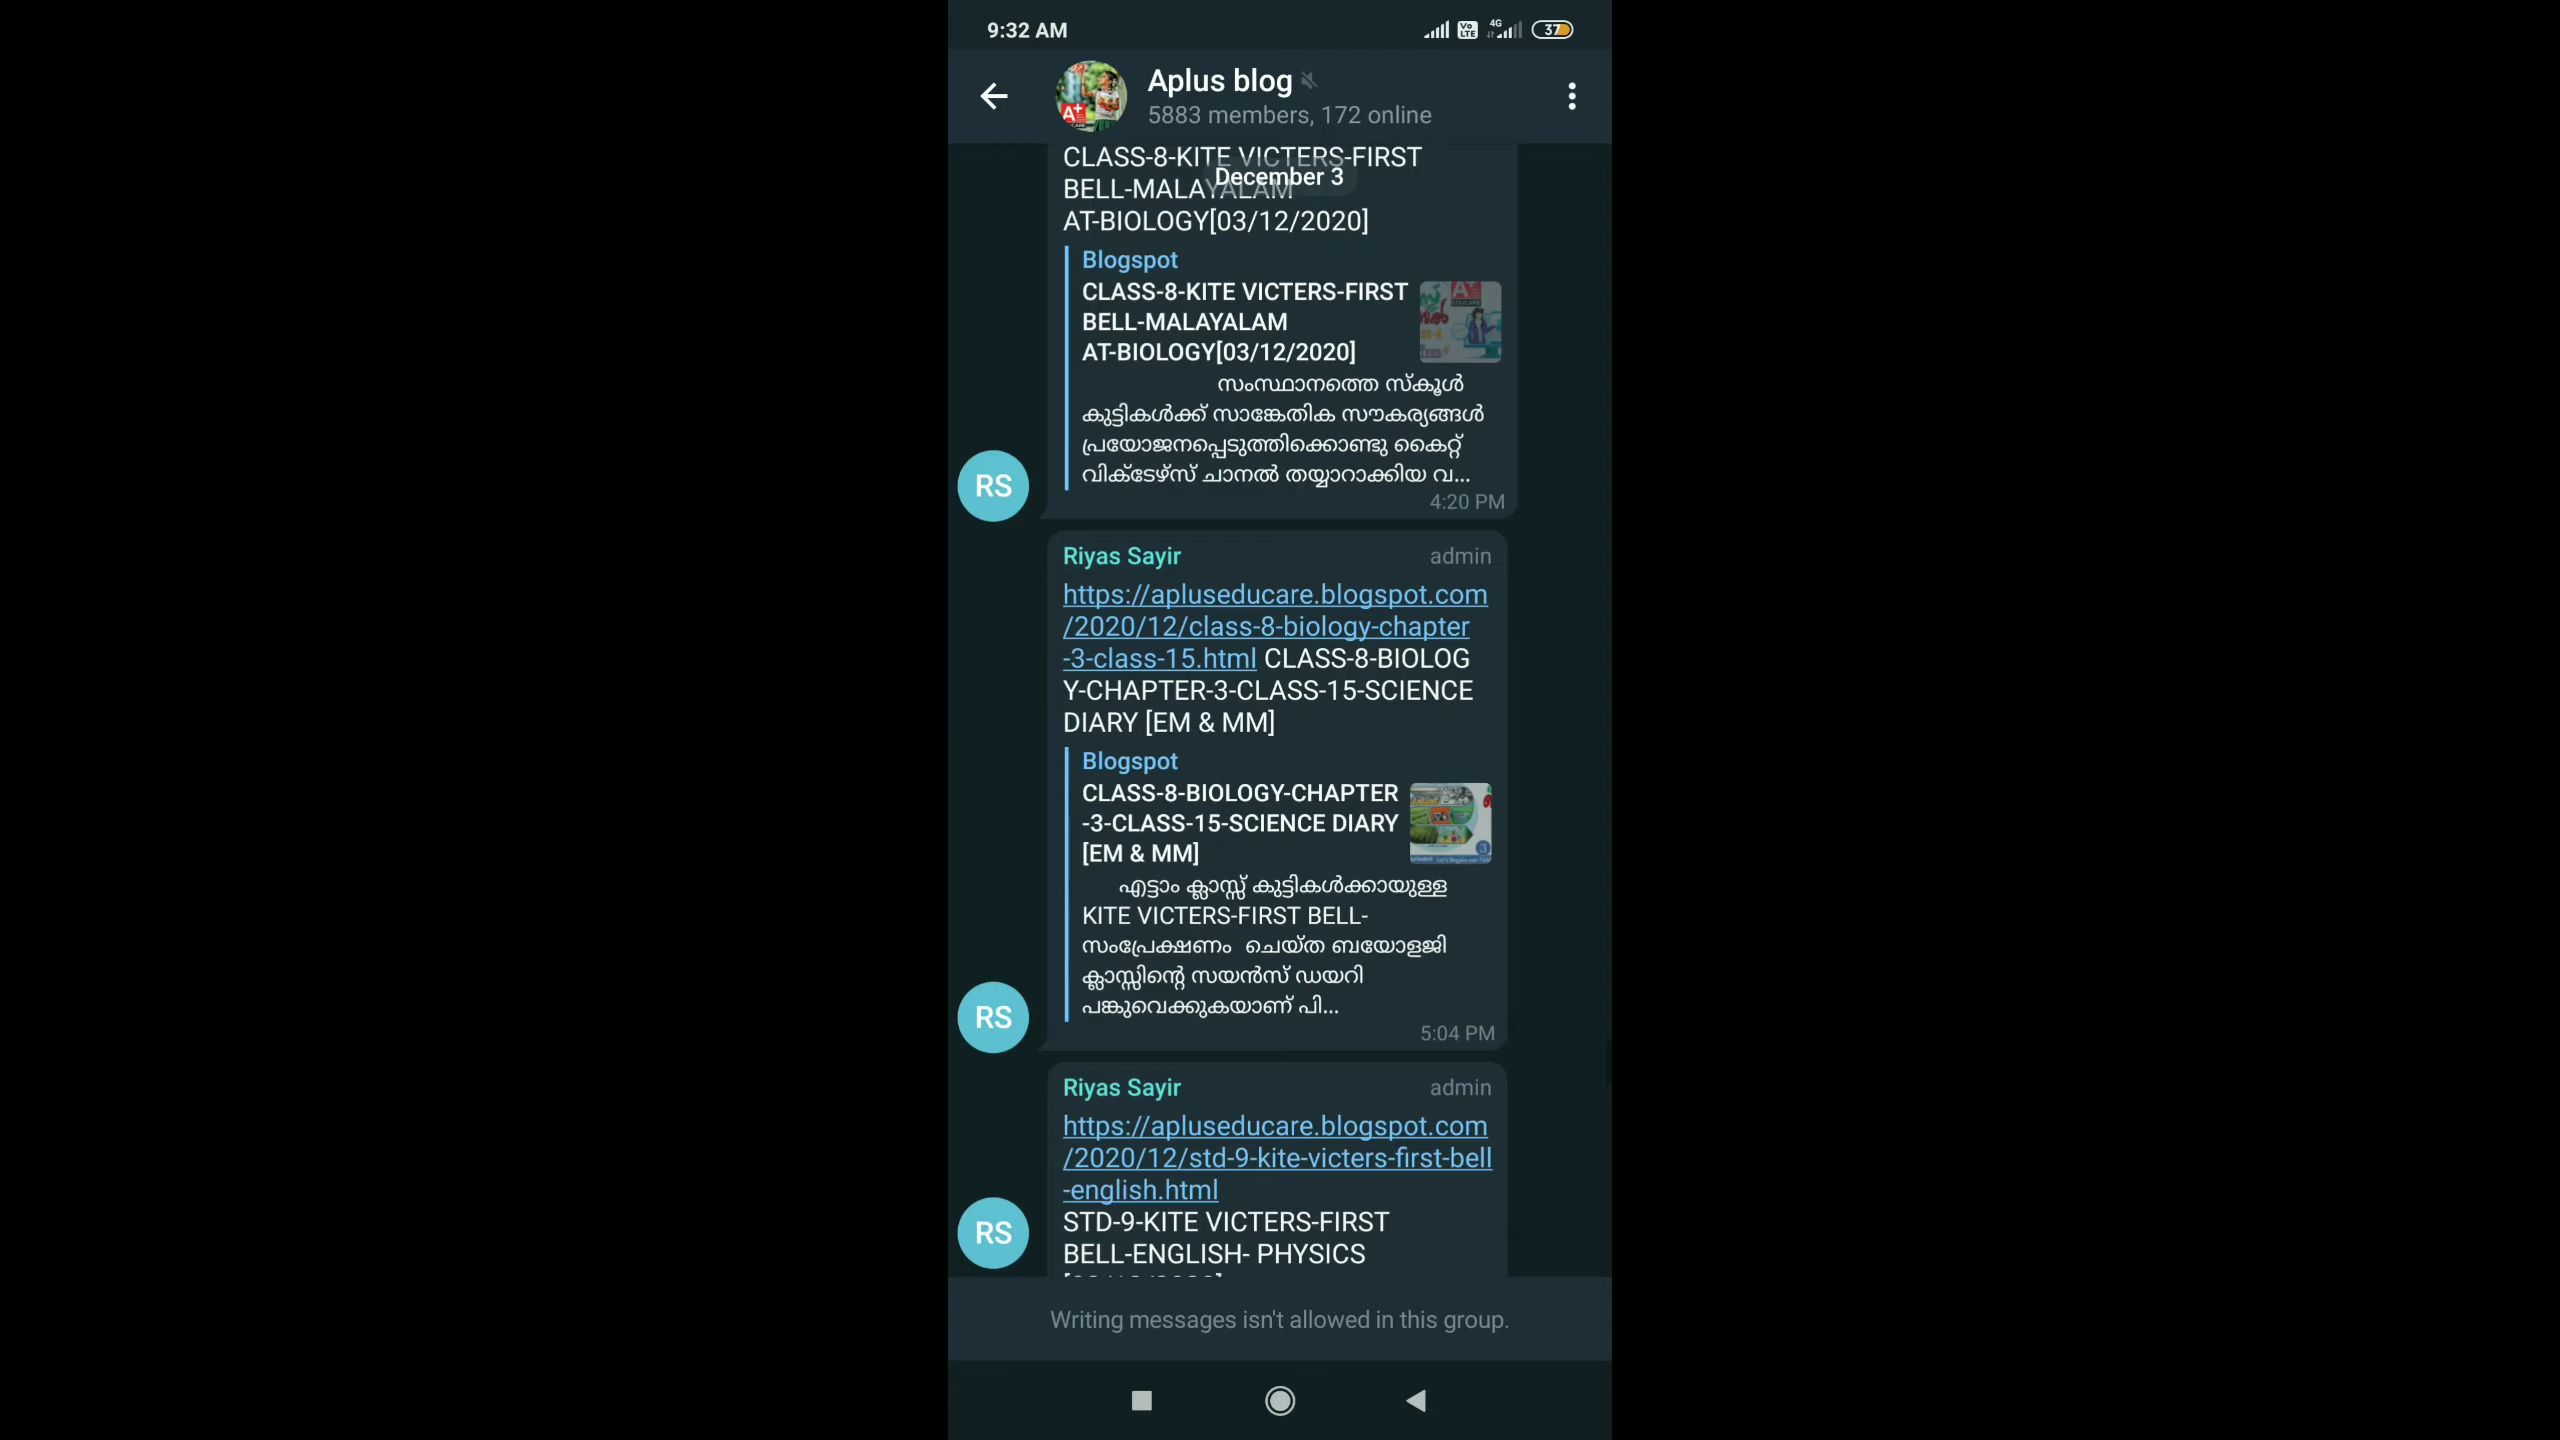 9:32 AM
Vo LTE
4G
37
Aplus blog
5883 members, 172 online
CLASS-8-KITE VICTERS-FIRST
December 3
BELL-MALAYALAM
AT-BIOLOGY[03/12/2020]
Blogspot
CLASS-8-KITE VICTERS-FIRST
BELL-MALAYALAM
AT-BIOLOGY[03/12/2020]
സംസ്ഥാനത്തെ സ്കൂൾ
കുട്ടികൾക്ക് സാങ്കേതിക സൗകര്യങ്ങൾ
പ്രയോജനപ്പെടുത്തിക്കൊണ്ടു കൈറ്റ്
വിക്ടേഴ്സ് ചാനൽ തയ്യാറാക്കിയ വ...
RS
4:20 PM
Riyas Sayir
admin
https://apluseducare.blogspot.com
/2020/12/class-8-biology-chapter
-3-class-15.html CLASS-8-BIOLOG
Y-CHAPTER-3-CLASS-15-SCIENCE
DIARY [EM & MM]
Blogspot
CLASS-8-BIOLOGY-CHAPTER
-3-CLASS-15-SCIENCE DIARY
[EM & MM]
എട്ടാം ക്ലാസ്സ് കുട്ടികൾക്കായുള്ള
KITE VICTERS-FIRST BELL-
സംപ്രേക്ഷണം ചെയ്ത ബയോളജി
ക്ലാസ്സിന്റെ സയൻസ് ഡയറി
പങ്കുവെക്കുകയാണ് പി...
RS
5:04 PM
Riyas Sayir
admin
https://apluseducare.blogspot.com
/2020/12/std-9-kite-victers-first-bell
-english.html
STD-9-KITE VICTERS-FIRST
RS
BELL-ENGLISH- PHYSICS
Writing messages isn't allowed in this group.